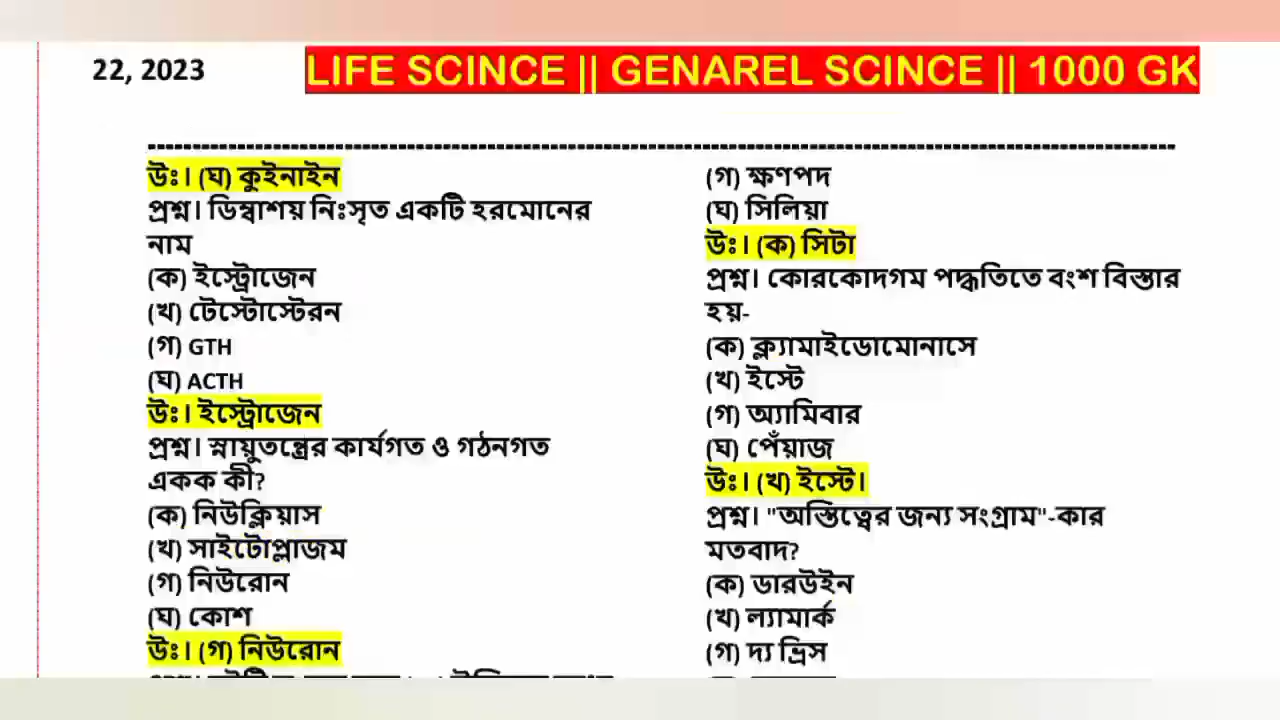 22, 2023
LIFE SCINCE || GENAREL SCINCE || 1000 GK
উঃ। (ঘ) কুইনাইন
প্রশ্ন। ডিম্বাশয় নিঃসৃত একটি হরমোনের
নাম
(ক) ইস্ট্রোজেন
(খ) টেস্টোস্টেরন
(গ) GTH
(ঘ) ACTH
উঃ। ইস্ট্রোজেন
প্রশ্ন। স্নায়ুতন্ত্রের কার্যগত ও গঠনগত
একক কী?
(ক) নিউক্লিয়াস
(খ) সাইটোপ্লাজম
(গ) নিউরোন
(ঘ) কোশ
উঃ। (গ) নিউরোন
(গ) ক্ষণপদ
(ঘ) সিলিয়া
উঃ। (ক) সিটা
প্রশ্ন। কোরকোদগম পদ্ধতিতে বংশ বিস্তার
হয়-
(ক) ক্ল্যামাইডোমোনাসে
(খ) ইস্টে
(গ) অ্যামিবার
(ঘ) পেঁয়াজ
উঃ। (খ) ইস্টে।
প্রশ্ন। "অস্তিত্বের জন্য সংগ্রাম"-কার
মতবাদ?
(ক) ডারউইন
(খ) ল্যামার্ক
(গ) দ্য ভ্রিস